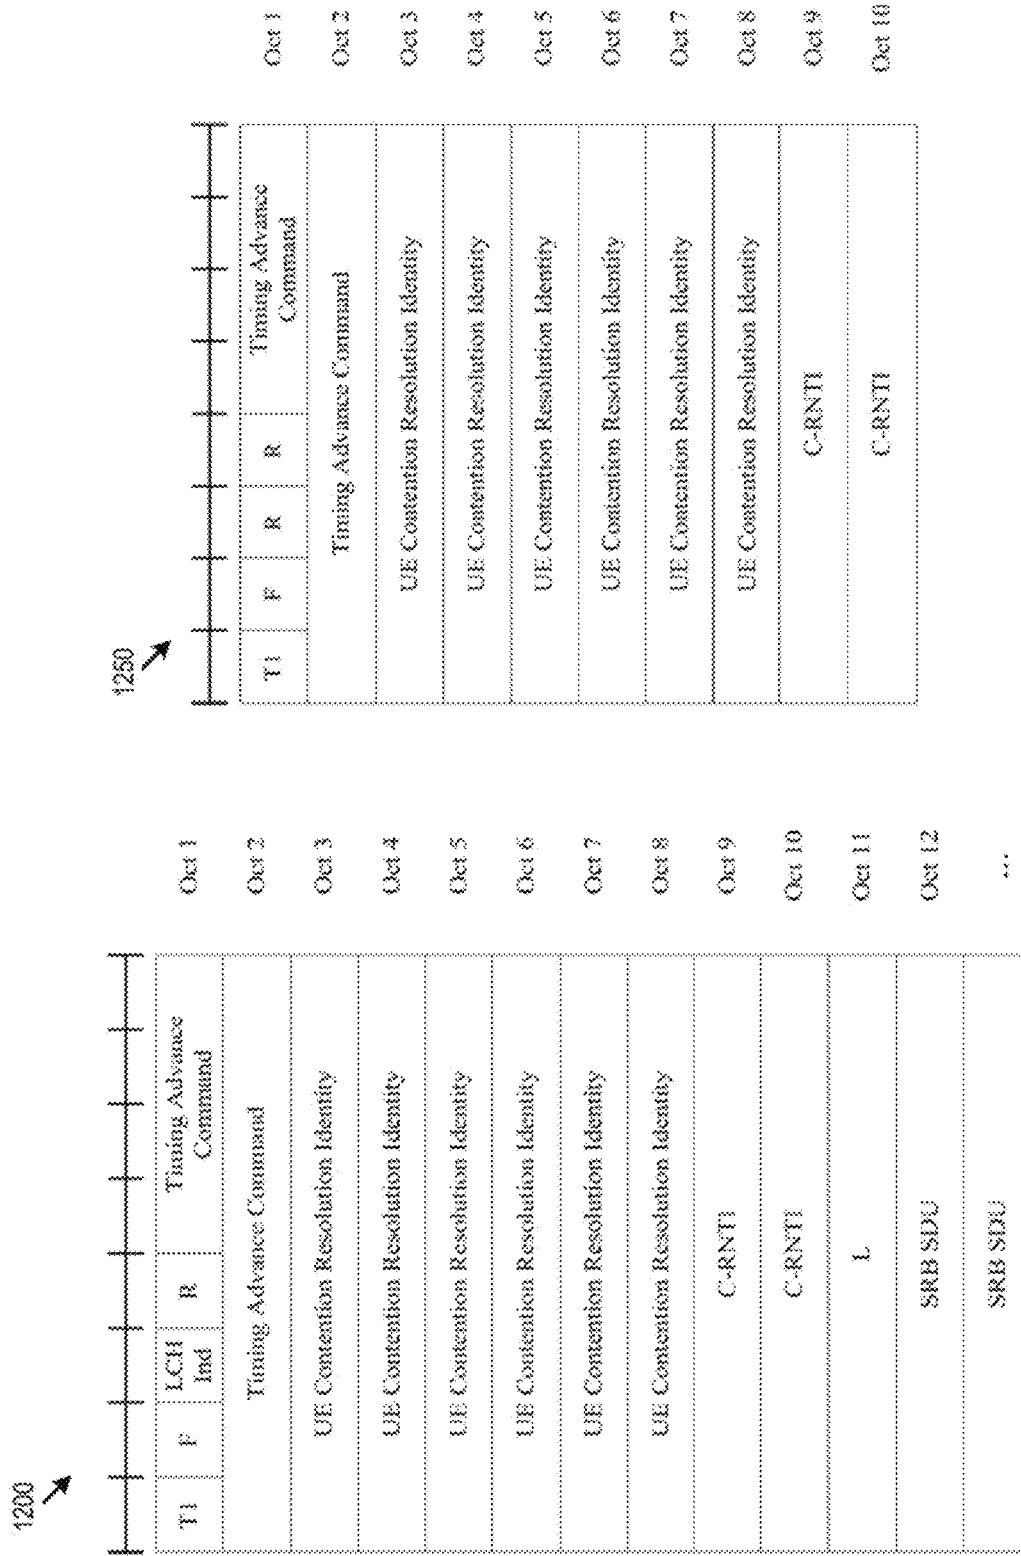 1200
T1 F LCH Ind R Timing Advance Command Oct 1
Timing Advance Command Oct 2
UE Contention Resolution Identity Oct 3
UE Contention Resolution Identity Oct 4
UE Contention Resolution Identity Oct 5
UE Contention Resolution Identity Oct 6
UE Contention Resolution Identity Oct 7
UE Contention Resolution Identity Oct 8
C-RNTI Oct 9
C-RNTI Oct 10
L Oct 11
SRB SDU Oct 12
SRB SDU ...
1250
T1 F R R Timing Advance Command Oct 1
Timing Advance Command Oct 2
UE Contention Resolution Identity Oct 3
UE Contention Resolution Identity Oct 4
UE Contention Resolution Identity Oct 5
UE Contention Resolution Identity Oct 6
UE Contention Resolution Identity Oct 7
UE Contention Resolution Identity Oct 8
C-RNTI Oct 9
C-RNTI Oct 10